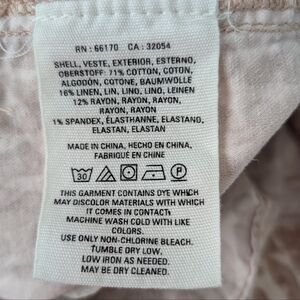 RN : 66170 CA : 32054
SHELL, VESTE, EXTERIOR, ESTERNO,
OBERSTOFF: 71% COTTON, COTON,
ALGODÓN, COTONE, BAUMWOLLE
16% LINEN, LIN, LINO, LINO, LEINEN
12% RAYON, RAYON, RAYON,
RAYON, RAYON
1% SPANDEX, ÉLASTHANNE, ELASTANO,
ELASTAN, ELASTAN
MADE IN CHINA, HECHO EN CHINA,
FABRIQUÉ EN CHINE
30
THIS GARMENT CONTAINS DYE WHICH
MAY DISCOLOR MATERIALS WITH WHICH
IT COMES IN CONTACT.
MACHINE WASH COLD WITH LIKE
COLORS.
USE ONLY NON-CHLORINE BLEACH.
TUMBLE DRY LOW.
LOW IRON AS NEEDED.
MAY BE DRY CLEANED.